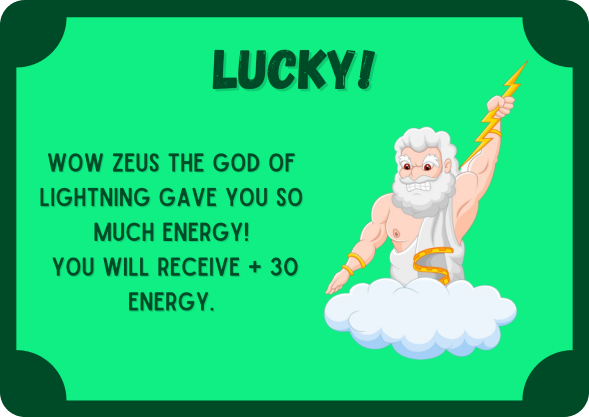 LUCKY!
WOW ZEUS THE GOD OF
LIGHTNING GAVE YOU SO
MUCH ENERGY!
YOU WILL RECEIVE + 30
ENERGY.